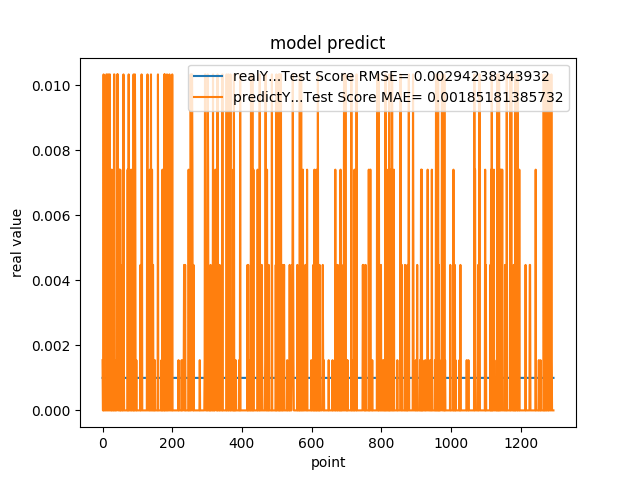 model predict
realY...Test Score RMSE= 0.00294238343932
predictY...Test Score MAE= 0.00185181385732
real value
0.010
0.008
0.006
0.004
0.002
0.000
0 200 400 600 800 1000 1200
point